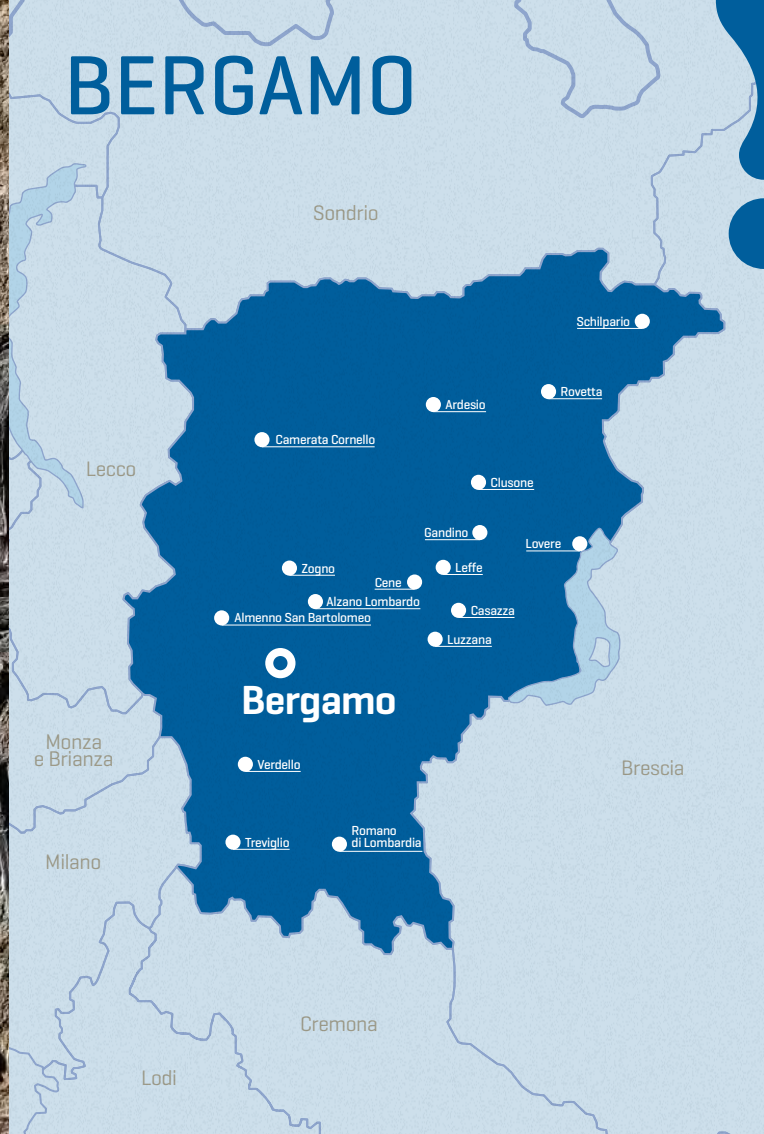 BERGAMO
Sondrio
Schilpario
Rovetta
Ardesio
Camerata Cornello
Lecco
Clusone
Gandino
Lovere
Zogno
Leffe
Cene
Alzano Lombardo
Casazza
Almenno San Bartolomeo
Luzzana
Bergamo
Monza
e Brianza
Brescia
Verdello
Romano
di Lombardia
Treviglio
Milano
Cremona
Lodi